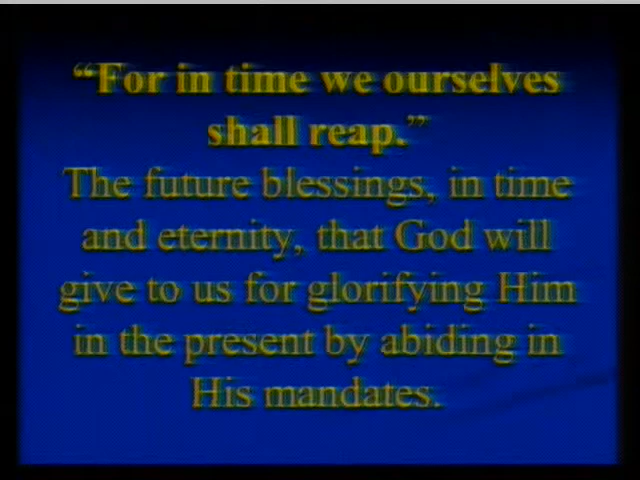 “For in time we ourselves
shall reap.”
The future blessings, in time
and eternity, that God will
give to us for glorifying Him
in the present by abiding in
His mandates.